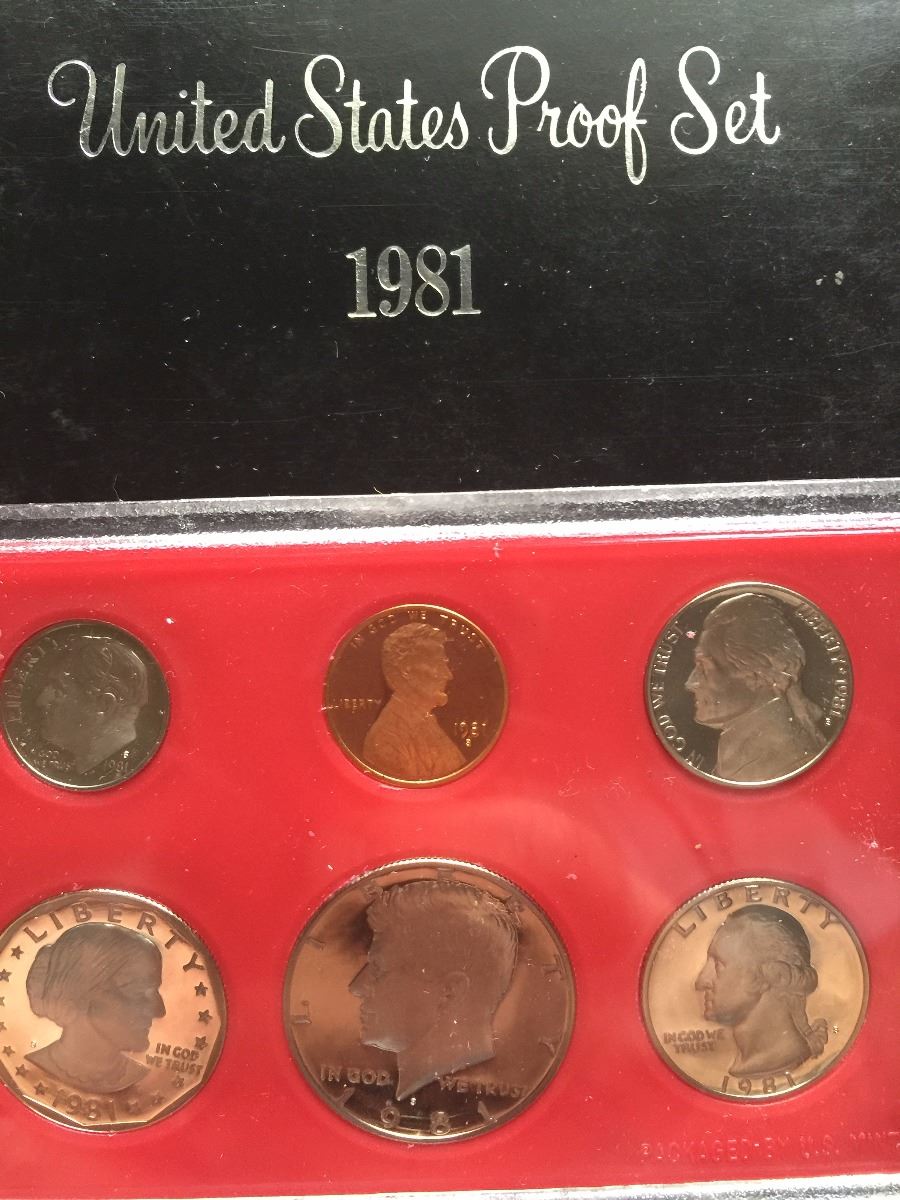 United States Proof Set
1981
LIBERTY
IN GOD
WE TRUST
1981
S
IN GOD WE TRUST
LIBERTY
1981
S
IN GOD WE TRUST
LIBERTY 1981
S
LIBERTY
S
IN GOD
WE TRUST
1981
LIBERTY
IN GOD WE TRUST
S
1981
LIBERTY
IN GOD WE
TRUST
S
1981
PACKAGED BY U.S. MINT